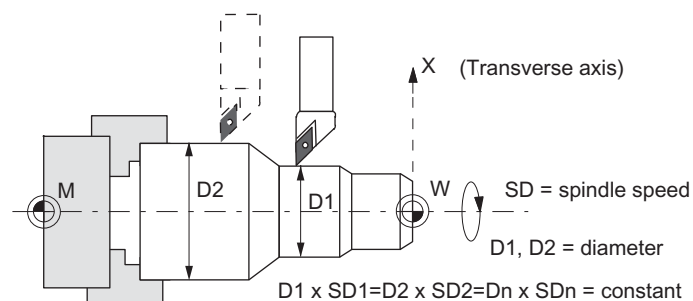 X (Transverse axis)
M
D2
D1
W
SD = spindle speed
D1, D2 = diameter
D1 x SD1=D2 x SD2=Dn x SDn = constant